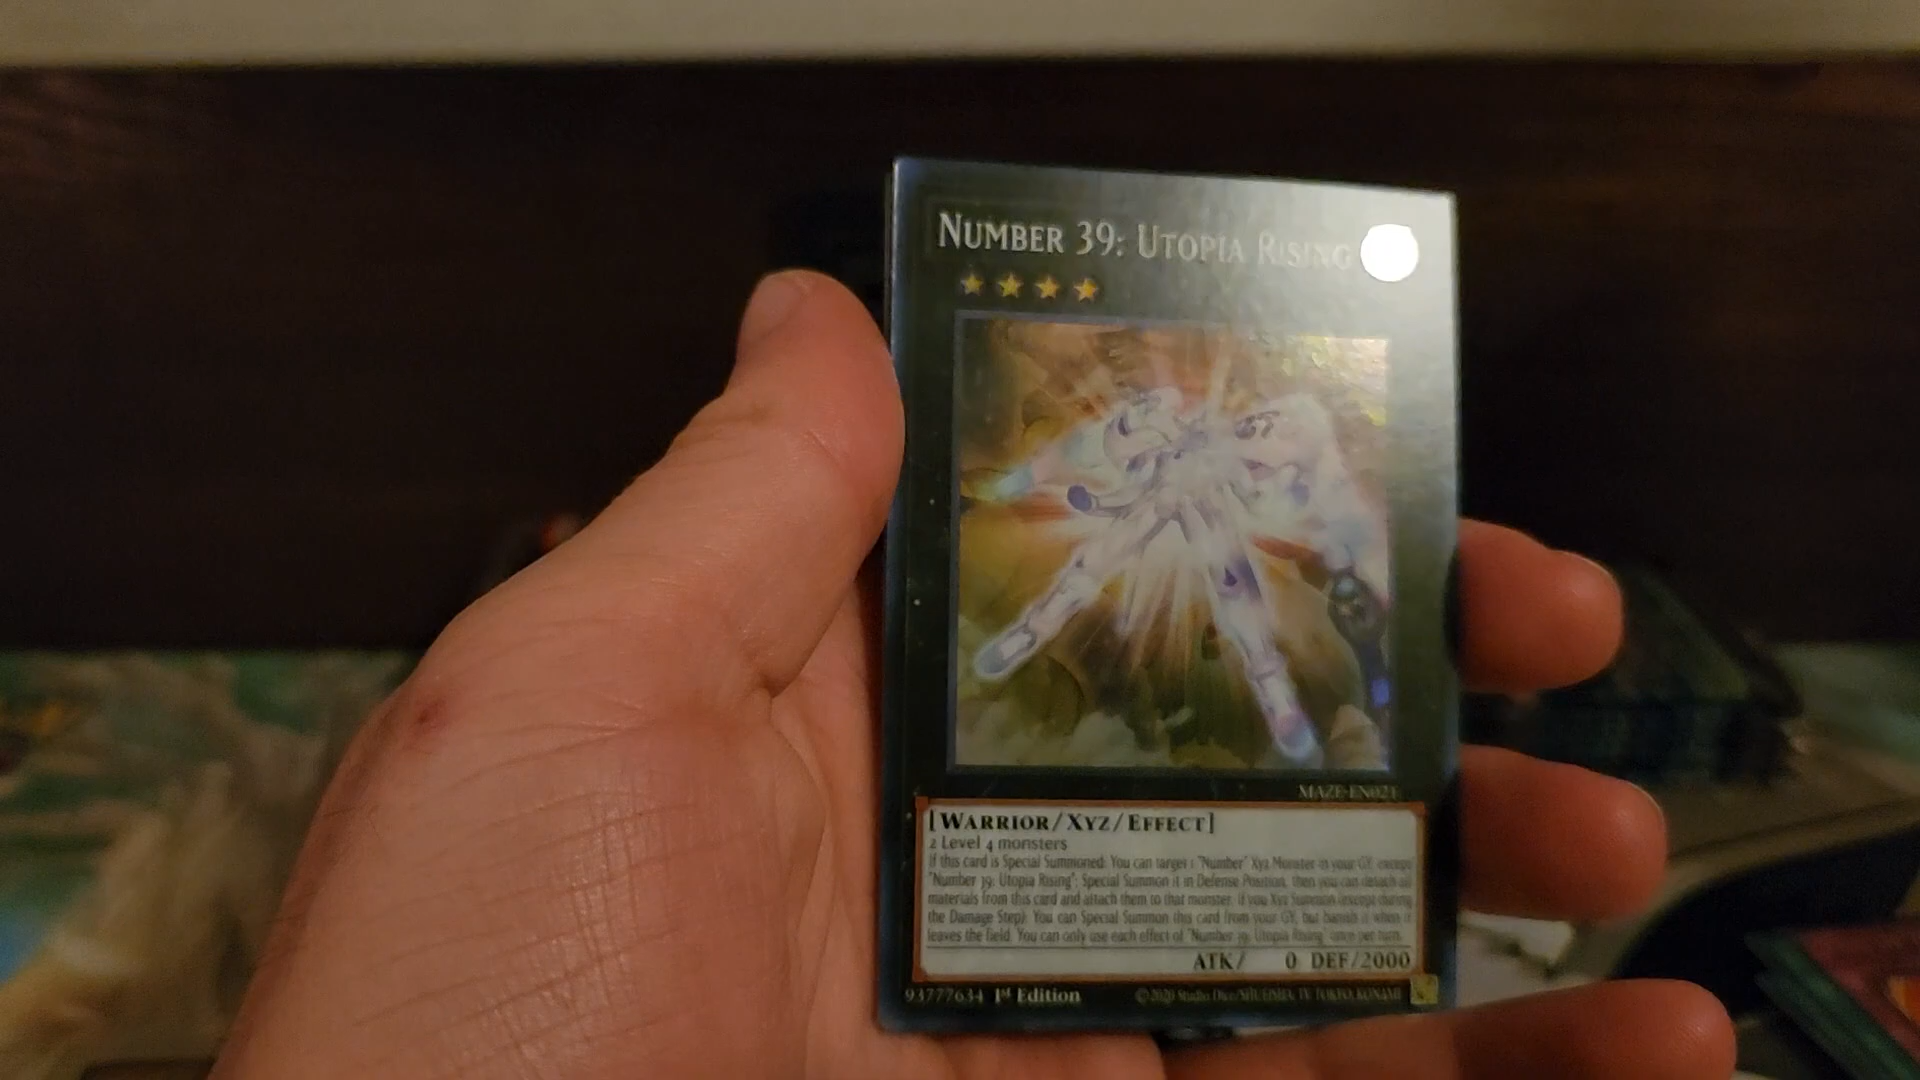 NUMBER 39: UTOPIA RISING
MAZE-EN021
[WARRIOR/XYZ/EFFECT]
2 Level 4 monsters
If this card is Special Summoned: You can target 1 "Number" Xyz Monster in your GY, except
"Number 39: Utopia Rising"; Special Summon it in Defense Position, then you can detach all
materials from this card and attach them to that monster. If you Xyz Summon (except during
the Damage Step): You can Special Summon this card from your GY, but banish it when it
leaves the field. You can only use each effect of "Number 39: Utopia Rising" once per turn.
ATK/ 0 DEF/2000
93777634 1st Edition ©2020 Studio Dice/SHUEISHA, TV TOKYO, KONAMI